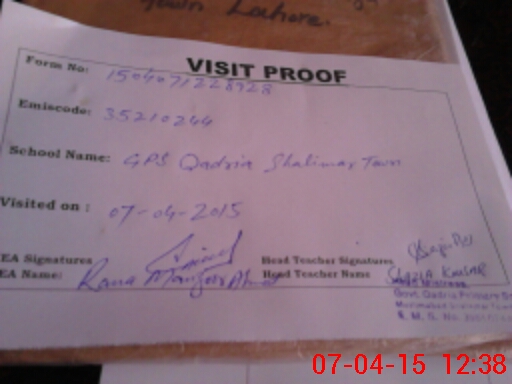 Town Lahore.
VISIT PROOF
Form No: 1504071228928
Emiscode: 35210244
School Name: GPS Qadria Shalimar Town
Visited on : 07-04-2015
EA Signatures Head Teacher Signatures
EA Name: Rana Head Teacher Name Shazia Kausar
Head Mistress
Govt. Qadria Primary
07-04-15 12:38